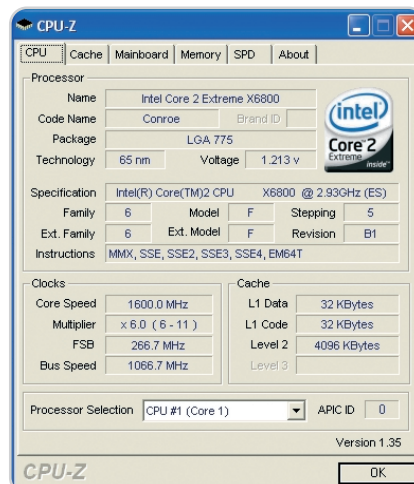 CPU-Z
CPU Cache Mainboard Memory SPD About
Processor
Name Intel Core 2 Extreme X6800
Code Name Conroe Brand ID
Package LGA 775
Technology 65 nm Voltage 1.213 v
intel
Core 2
Extreme inside
Specification Intel(R) Core(TM)2 CPU X6800 @ 2.93GHz (ES)
Family 6 Model F Stepping 5
Ext. Family 6 Ext. Model F Revision B1
Instructions MMX, SSE, SSE2, SSE3, SSE4, EM64T
Clocks
Core Speed 1600.0 MHz
Multiplier x 6.0 ( 6 - 11 )
FSB 266.7 MHz
Bus Speed 1066.7 MHz
Cache
L1 Data 32 KBytes
L1 Code 32 KBytes
Level 2 4096 KBytes
Level 3
Processor Selection CPU #1 (Core 1) APIC ID 0
Version 1.35
CPU-Z OK